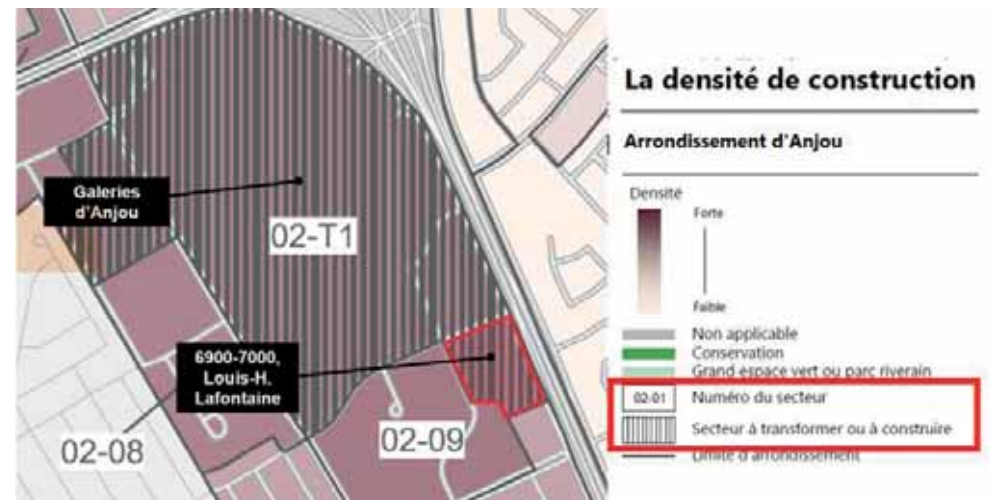 Galeries
d'Anjou
02-T1
6900-7000,
Louis-H.
Lafontaine
02-08
02-09
La densité de construction
Arrondissement d'Anjou
Densité
Forte
Faible
Non applicable
Conservation
Grand espace vert ou parc riverain
02-01 Numéro du secteur
Secteur à transformer ou à construire
Limite d'arrondissement